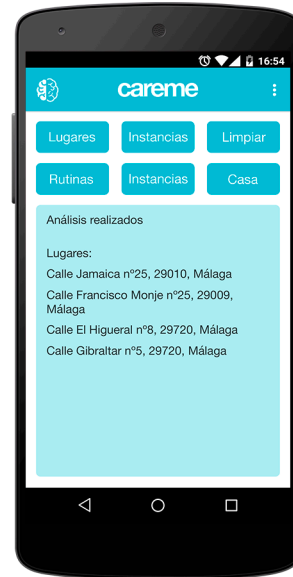 16:54
careme
Lugares Instancias Limpiar
Rutinas Instancias Casa
Análisis realizados
Lugares:
Calle Jamaica nº25, 29010, Málaga
Calle Francisco Monje nº25, 29009,
Málaga
Calle El Higueral nº8, 29720, Málaga
Calle Gibraltar nº5, 29720, Málaga